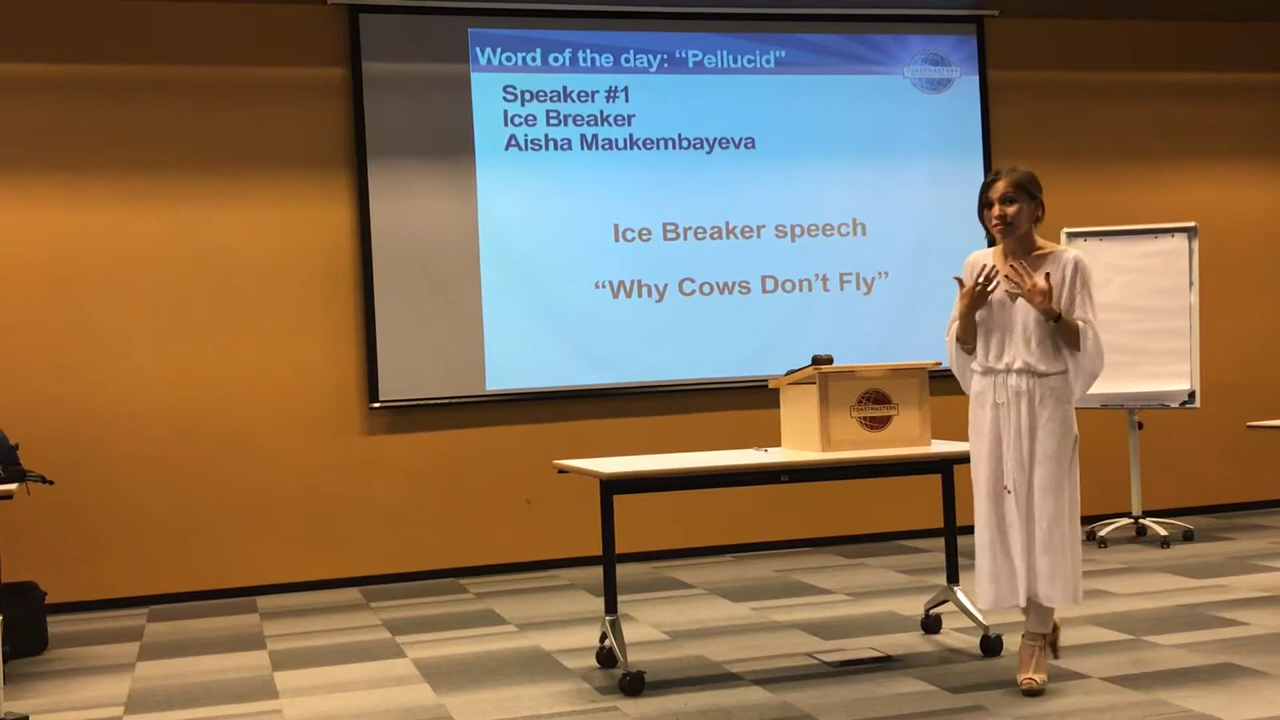 Word of the day: “Pellucid"
TOASTMASTERS
Speaker #1
Ice Breaker
Aisha Maukembayeva
Ice Breaker speech
“Why Cows Don’t Fly”
TOASTMASTERS